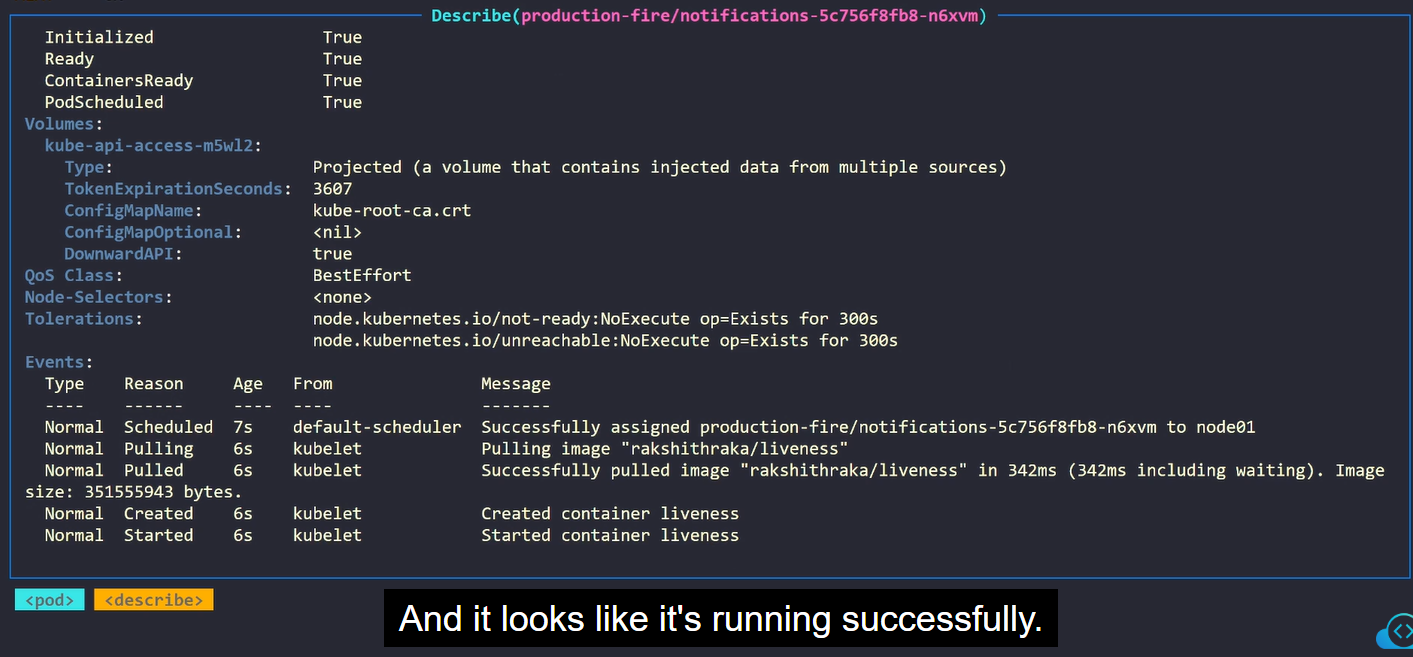 Describe(production-fire/notifications-5c756f8fb8-n6xvm)
Initialized True
Ready True
ContainersReady True
PodScheduled True
Volumes:
kube-api-access-m5wl2:
Type: Projected (a volume that contains injected data from multiple sources)
TokenExpirationSeconds: 3607
ConfigMapName: kube-root-ca.crt
ConfigMapOptional: <nil>
DownwardAPI: true
QoS Class: BestEffort
Node-Selectors: <none>
Tolerations: node.kubernetes.io/not-ready:NoExecute op=Exists for 300s
node.kubernetes.io/unreachable:NoExecute op=Exists for 300s
Events:
Type Reason Age From Message
---- ------ ---- ---- -------
Normal Scheduled 7s default-scheduler Successfully assigned production-fire/notifications-5c756f8fb8-n6xvm to node01
Normal Pulling 6s kubelet Pulling image "rakshithraka/liveness"
Normal Pulled 6s kubelet Successfully pulled image "rakshithraka/liveness" in 342ms (342ms including waiting). Image
size: 351555943 bytes.
Normal Created 6s kubelet Created container liveness
Normal Started 6s kubelet Started container liveness
<pod> <describe>
And it looks like it's running successfully.